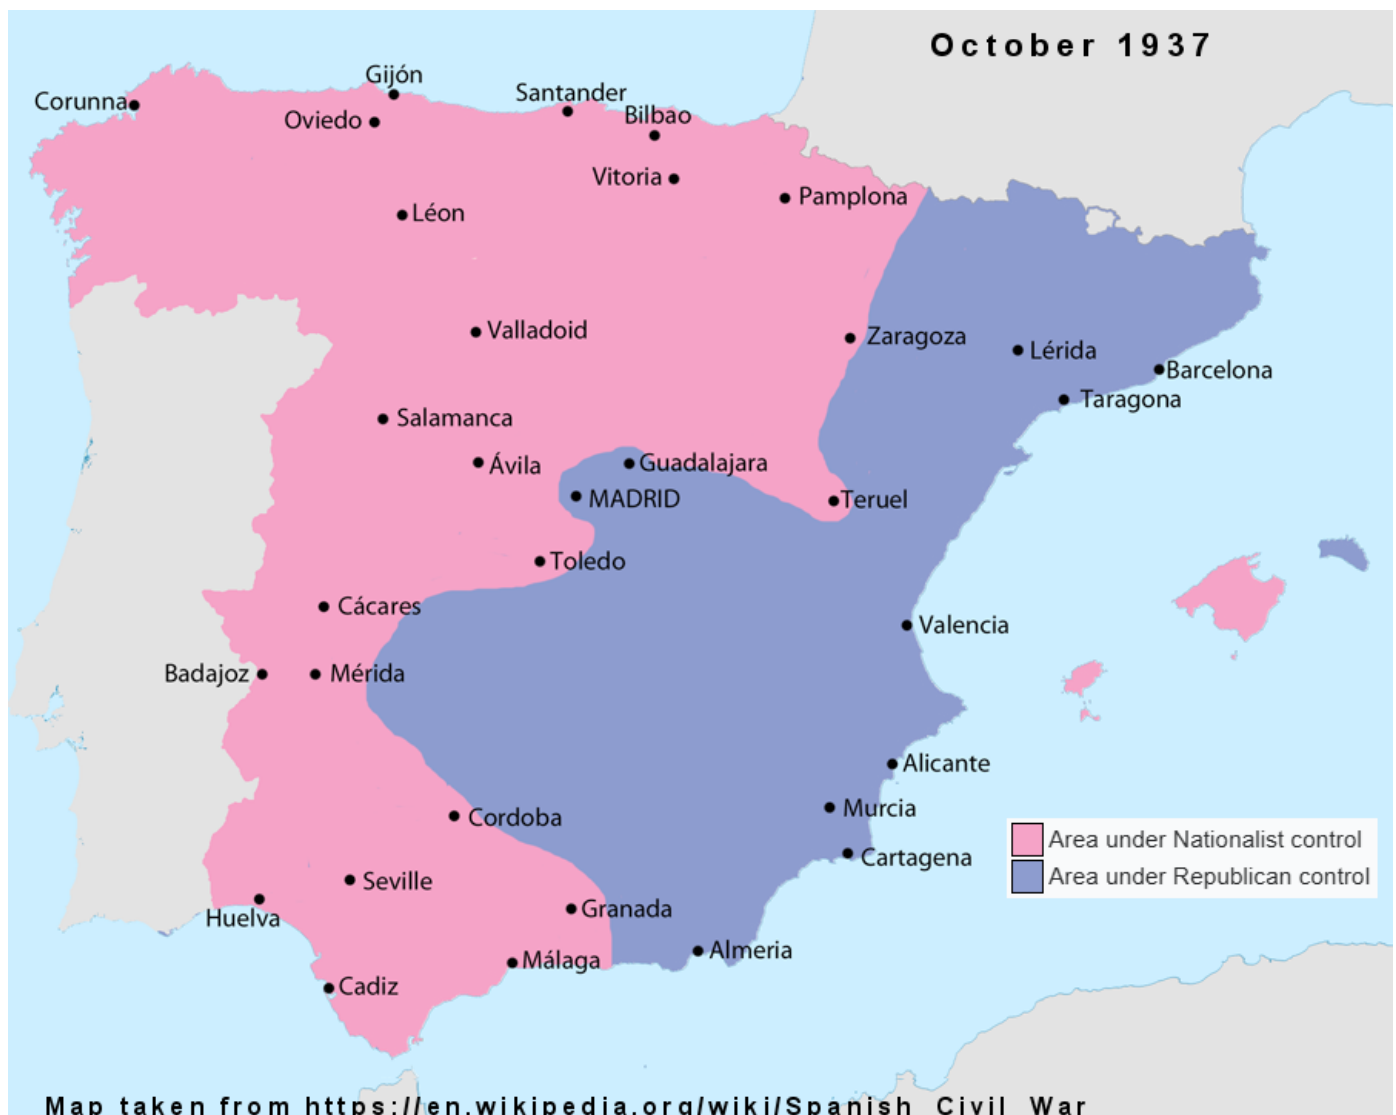 October 1937
Gijón
Santander
Corunna
Oviedo
Bilbao
Vitoria
Pamplona
Léon
Valladoid
Zaragoza
Lérida
Barcelona
Taragona
Salamanca
Ávila
Guadalajara
MADRID
Teruel
Toledo
Cácares
Valencia
Badajoz
Mérida
Alicante
Murcia
Cordoba
Cartagena
Area under Nationalist control
Area under Republican control
Seville
Huelva
Granada
Almeria
Málaga
Cadiz
Map taken from https://en.wikipedia.org/wiki/Spanish_Civil_War